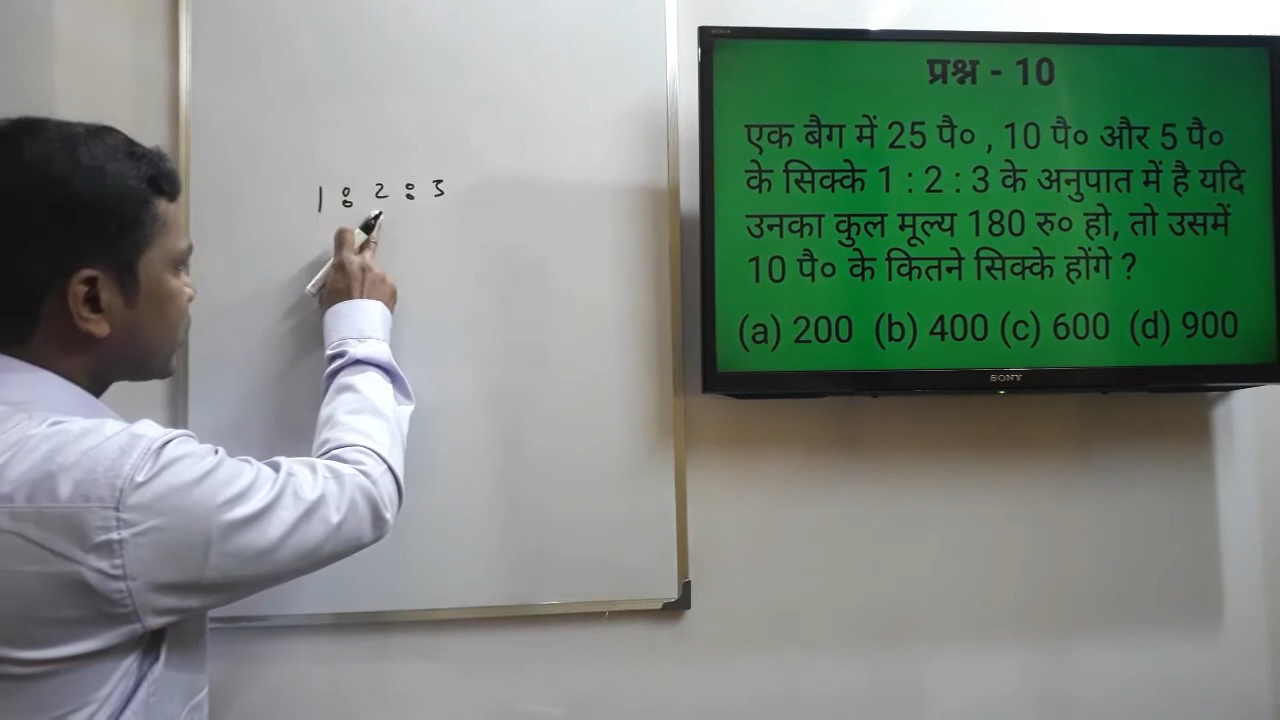 प्रश्न - 10
एक बैग में 25 पै० , 10 पै० और 5 पै०
के सिक्के 1 : 2 : 3 के अनुपात में है यदि
उनका कुल मूल्य 180 रु० हो, तो उसमें
10 पै० के कितने सिक्के होंगे ?
(a) 200 (b) 400 (c) 600 (d) 900
SONY
1 : 2 : 3